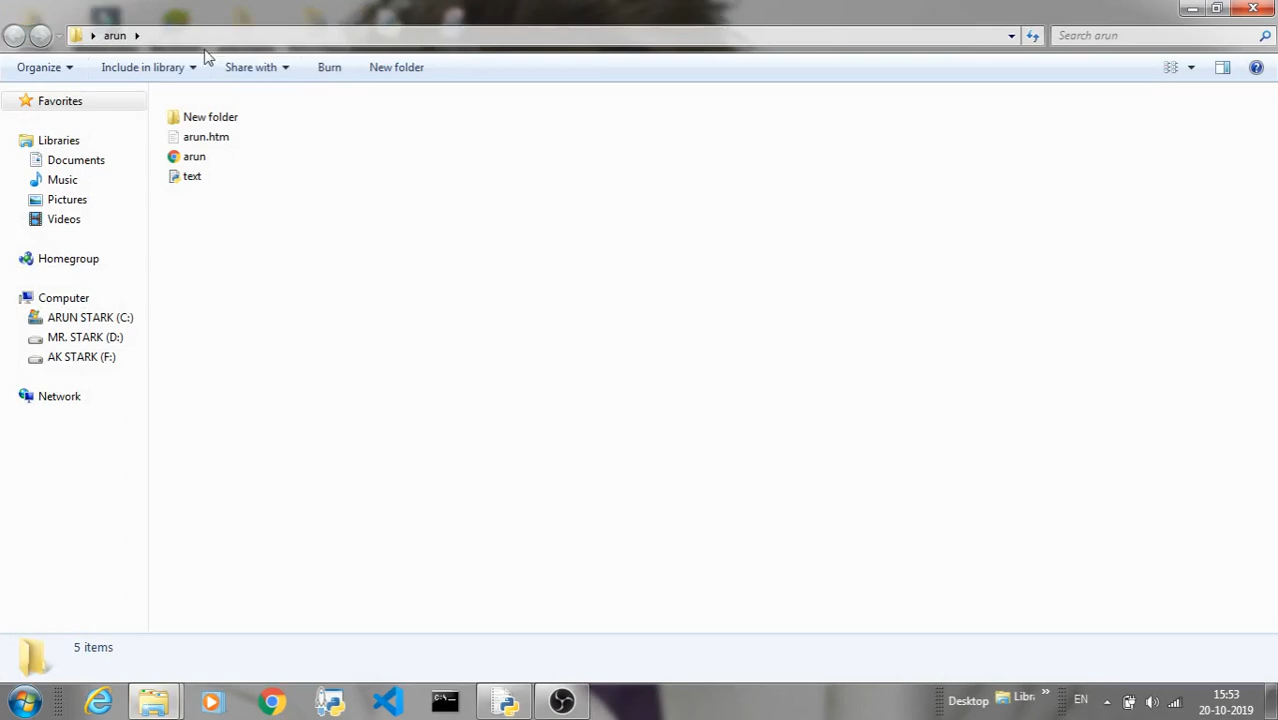 arun
Search arun
Organize
Include in library
Share with
Burn
New folder
Favorites
Libraries
Documents
Music
Pictures
Videos
Homegroup
Computer
ARUN STARK (C:)
MR. STARK (D:)
AK STARK (F:)
Network
New folder
arun.htm
arun
text
5 items
Desktop
Libr
»
EN
15:53
20-10-2019